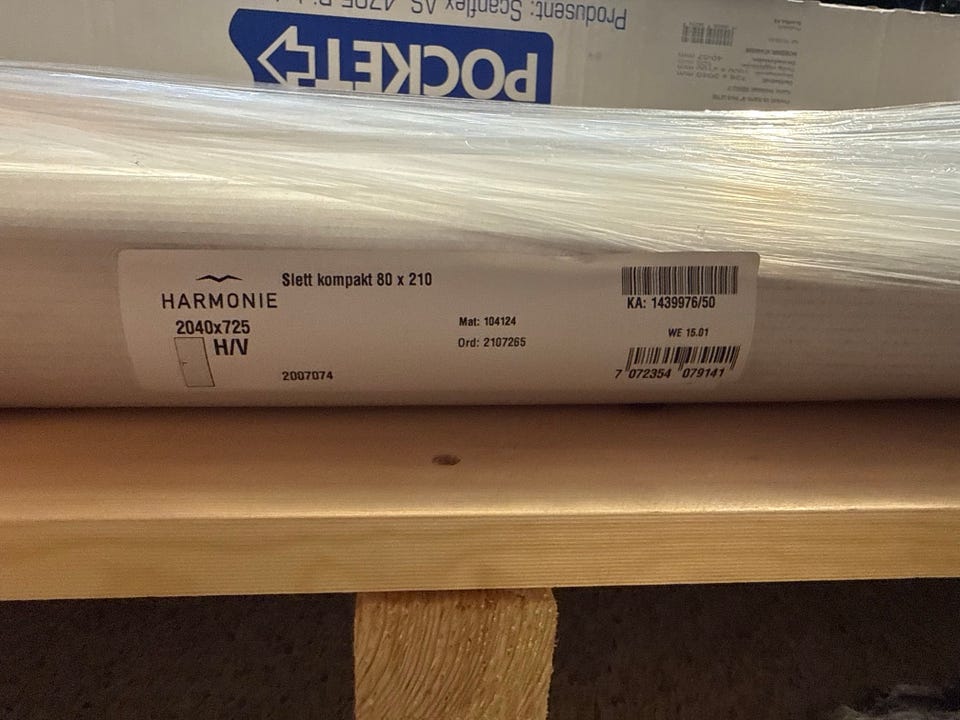 Produsent: Scanflex AS, 4795
POCKET
HARMONIE
Slett kompakt 80 x 210
2040x725
H/V
2007074
Mat: 104124
Ord: 2107265
KA: 1439976/50
WE 15.01
7 072354 079141